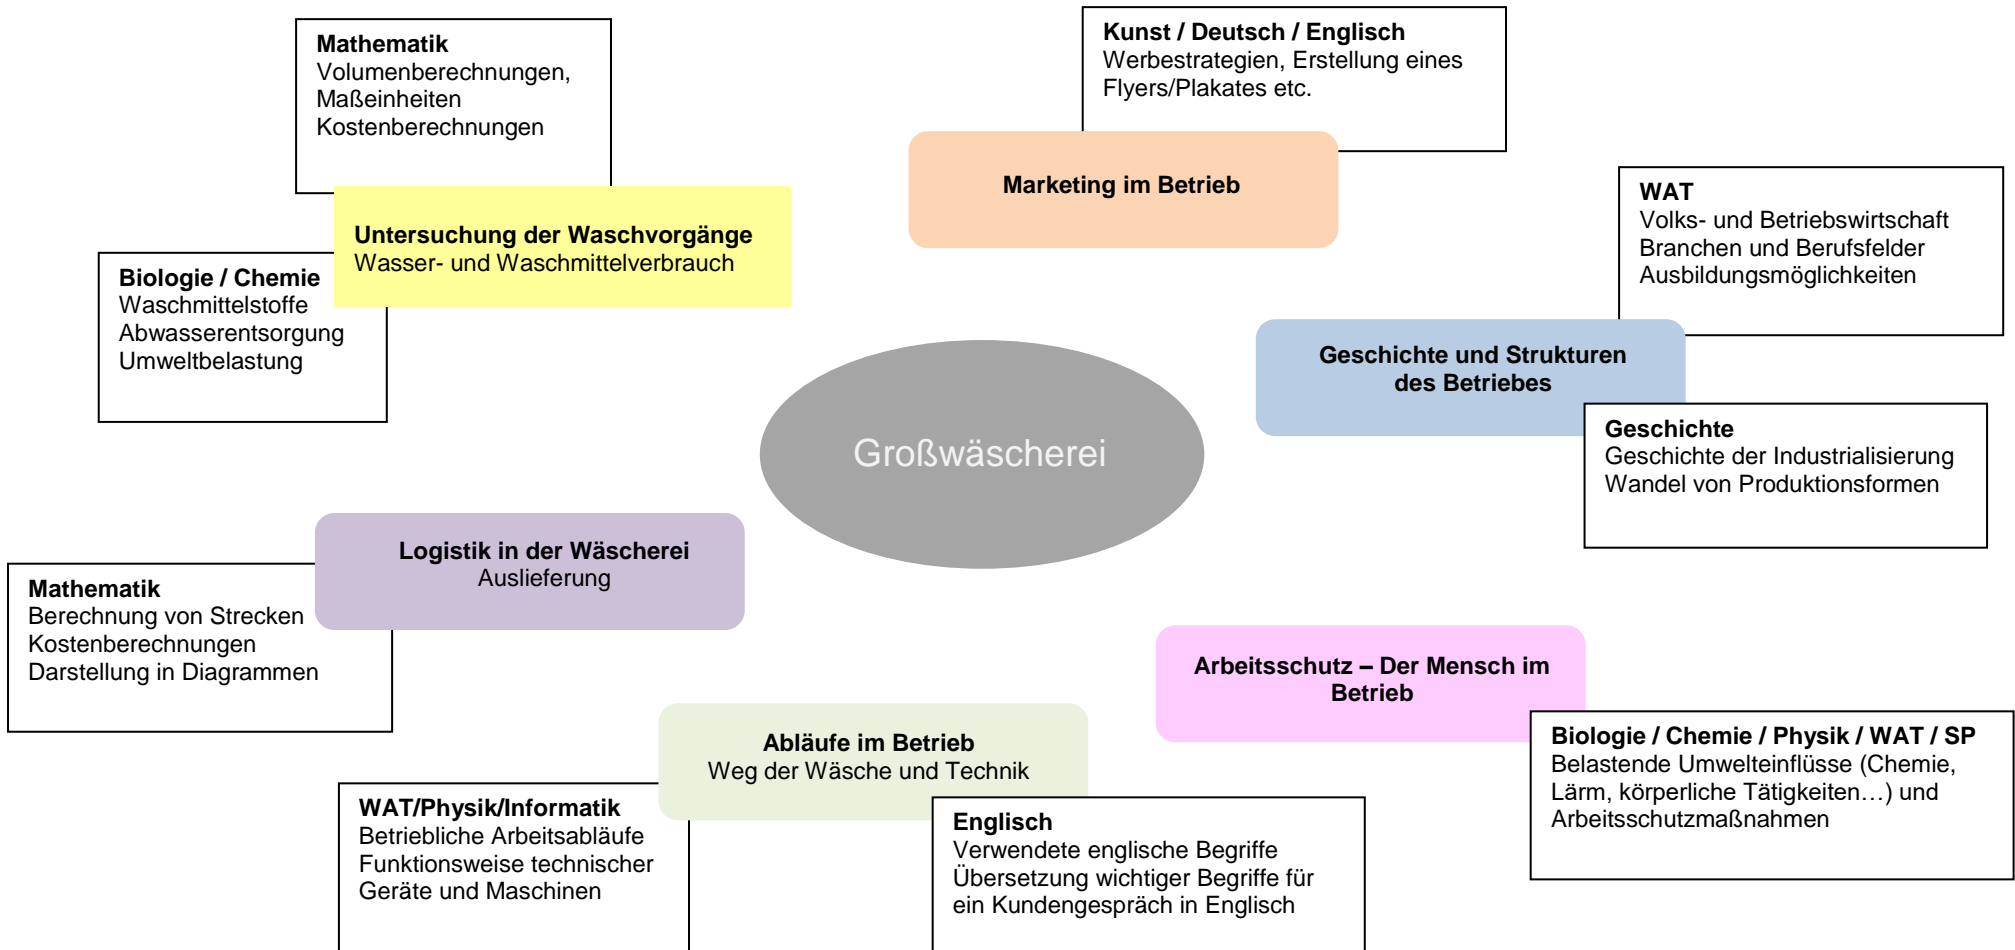 Mathematik
Volumenberechnungen,
Maßeinheiten
Kostenberechnungen
Kunst / Deutsch / Englisch
Werbestrategien, Erstellung eines
Flyers/Plakates etc.
Marketing im Betrieb
Untersuchung der Waschvorgänge
Wasser- und Waschmittelverbrauch
Biologie / Chemie
Waschmittelstoffe
Abwasserentsorgung
Umweltbelastung
WAT
Volks- und Betriebswirtschaft
Branchen und Berufsfelder
Ausbildungsmöglichkeiten
Geschichte und Strukturen
des Betriebes
Geschichte
Geschichte der Industrialisierung
Wandel von Produktionsformen
Großwäscherei
Logistik in der Wäscherei
Auslieferung
Mathematik
Berechnung von Strecken
Kostenberechnungen
Darstellung in Diagrammen
Arbeitsschutz – Der Mensch im
Betrieb
Biologie / Chemie / Physik / WAT / SP
Belastende Umwelteinflüsse (Chemie,
Lärm, körperliche Tätigkeiten…) und
Arbeitsschutzmaßnahmen
Abläufe im Betrieb
Weg der Wäsche und Technik
WAT/Physik/Informatik
Betriebliche Arbeitsabläufe
Funktionsweise technischer
Geräte und Maschinen
Englisch
Verwendete englische Begriffe
Übersetzung wichtiger Begriffe für
ein Kundengespräch in Englisch